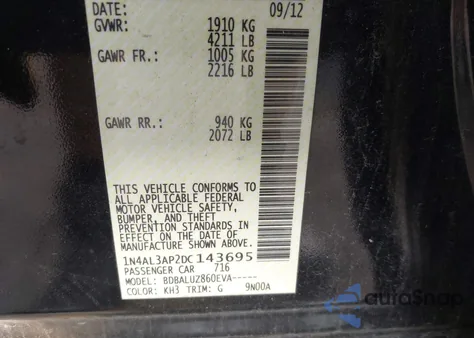 DATE: 09/12
GVWR: 1910 KG
4211 LB
GAWR FR.: 1005 KG
2216 LB
GAWR RR.: 940 KG
2072 LB
THIS VEHICLE CONFORMS TO
ALL APPLICABLE FEDERAL
MOTOR VEHICLE SAFETY,
BUMPER, AND THEFT
PREVENTION STANDARDS
IN EFFECT ON THE DATE OF
MANUFACTURE SHOWN ABOVE.
1N4AL3AP2DC143695
PASSENGER CAR 716
MODEL: BDBALUZ860EVA-----
COLOR: KH3 TRIM: G 9N00A
autoSnap